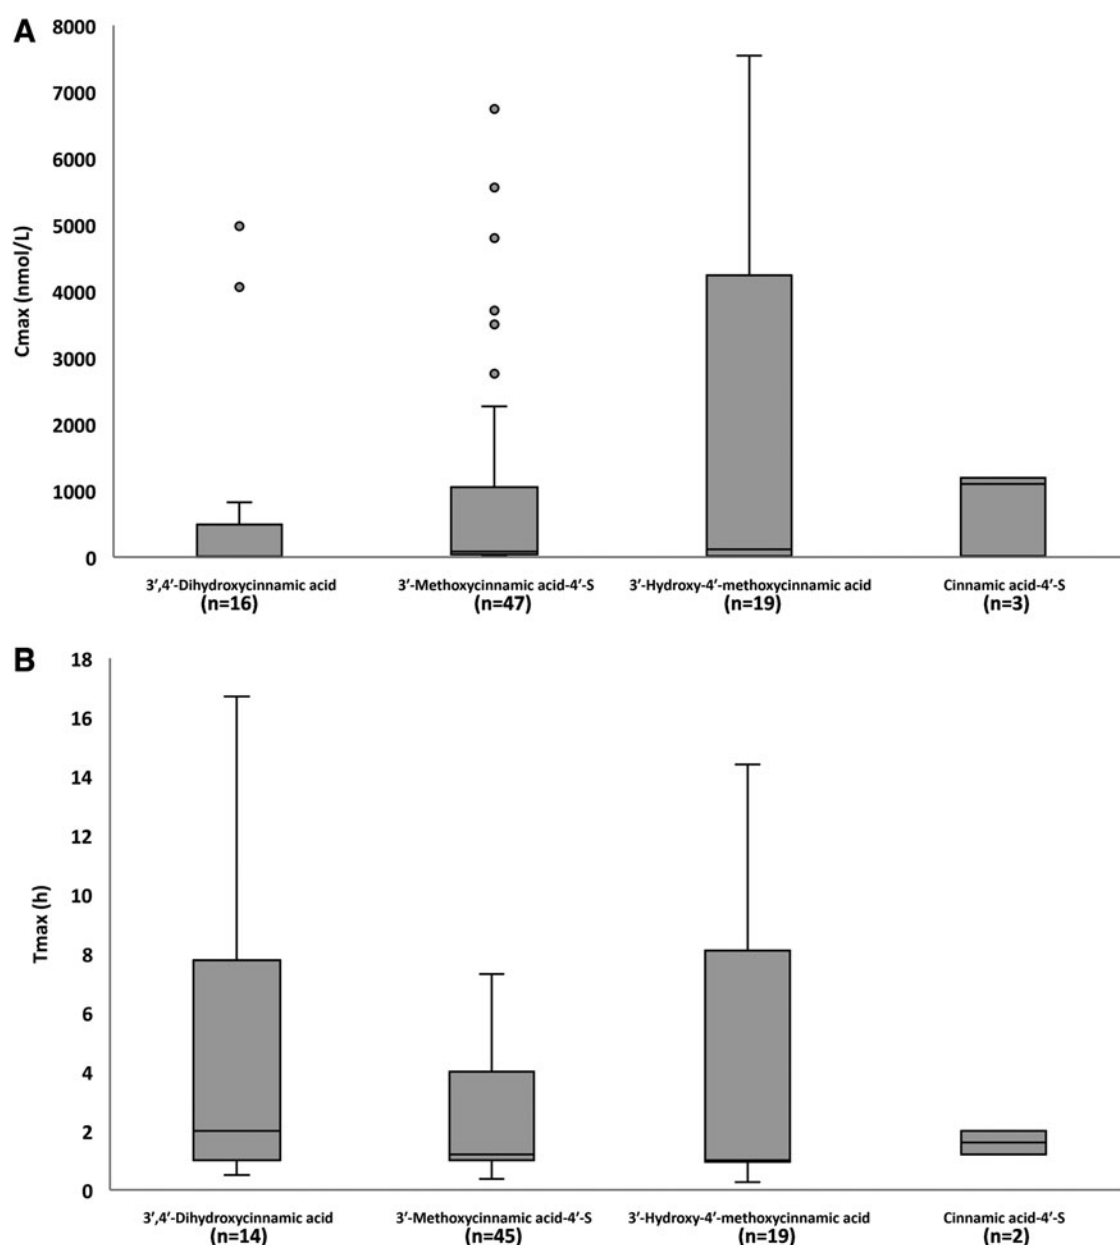 A
8000
7000
6000
5000
4000
3000
2000
1000
0
Cmax (nmol/L)
3′,4′-Dihydroxycinnamic acid 3′-Methoxycinnamic acid-4′-S 3′-Hydroxy-4′-methoxycinnamic acid Cinnamic acid-4′-S
(n=16) (n=47) (n=19) (n=3)
B
18
16
14
12
10
8
6
4
2
0
Tmax (h)
3′,4′-Dihydroxycinnamic acid 3′-Methoxycinnamic acid-4′-S 3′-Hydroxy-4′-methoxycinnamic acid Cinnamic acid-4′-S
(n=14) (n=45) (n=19) (n=2)